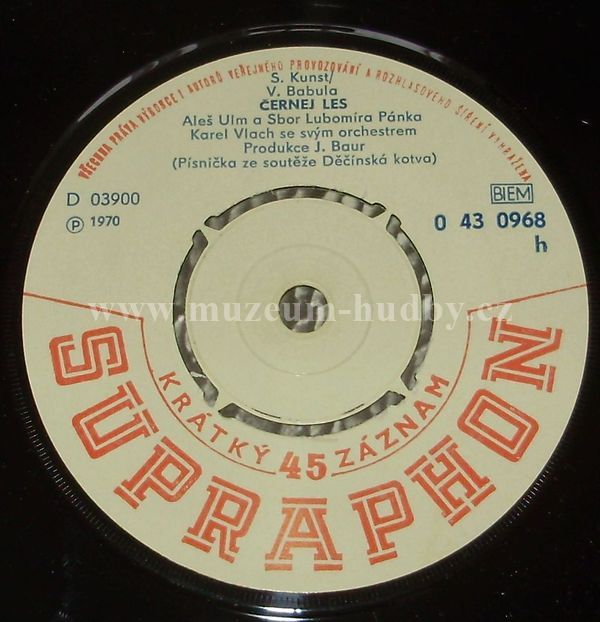 VŠECHNA PRÁVA VÝROBCE I AUTORŮ VEŘEJNÉHO PROVOZOVÁNÍ A ROZHLASOVÉHO ŠÍŘENÍ VYHRAZENA
S. Kunst/
V. Babula
ČERNEJ LES
Aleš Ulm a Sbor Lubomíra Pánka
Karel Vlach se svým orchestrem
Produkce J. Baur
(Písnička ze soutěže Děčínská kotva)
D 03900
BIEM
℗ 1970
0 43 0968
h
www.muzeum-hudby.cz
KRÁTKÝ 45 ZÁZNAM
SUPRAPHON